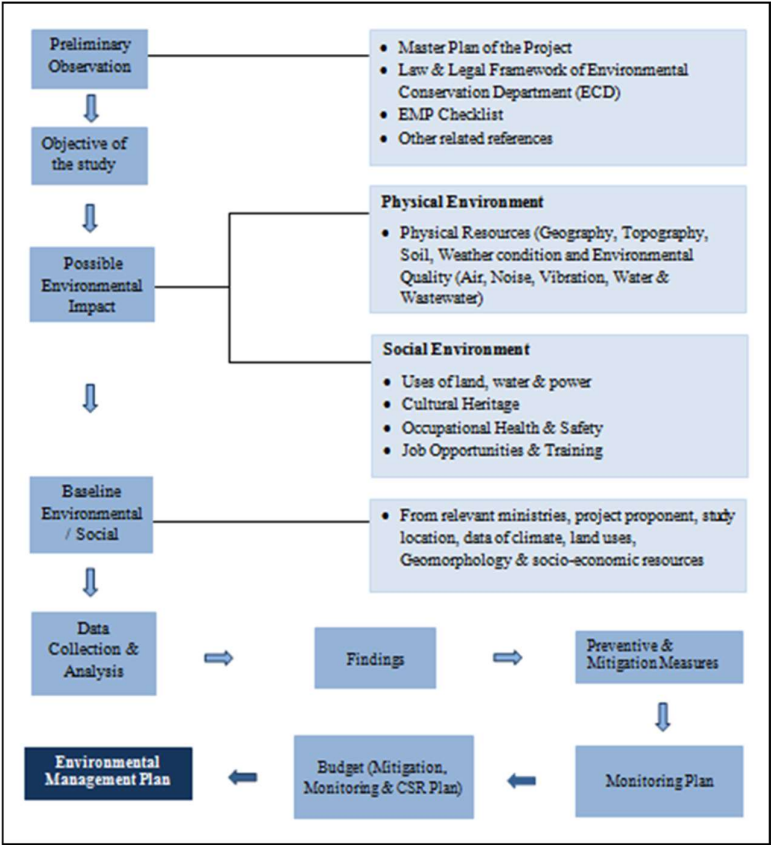 Preliminary
Observation
• Master Plan of the Project
• Law & Legal Framework of Environmental
Conservation Department (ECD)
• EMP Checklist
• Other related references
Objective of
the study
Physical Environment
• Physical Resources (Geography, Topography,
Soil, Weather condition and Environmental
Quality (Air, Noise, Vibration, Water &
Wastewater)
Possible
Environmental
Impact
Social Environment
• Uses of land, water & power
• Cultural Heritage
• Occupational Health & Safety
• Job Opportunities & Training
Baseline
Environmental
/ Social
• From relevant ministries, project proponent, study
location, data of climate, land uses,
Geomorphology & socio-economic resources
Data
Collection &
Analysis
Findings
Preventive &
Mitigation Measures
Monitoring Plan
Budget (Mitigation,
Monitoring & CSR Plan)
Environmental
Management Plan